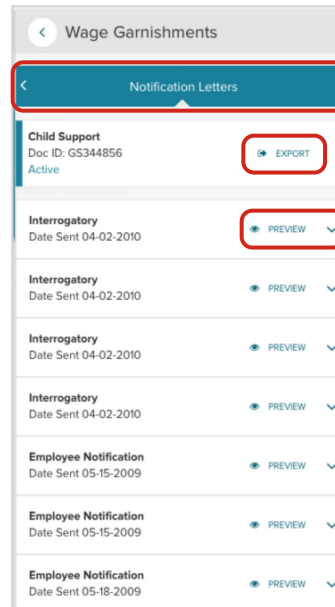 Wage Garnishments
Notification Letters
Child Support
Doc ID: GS344856
Active
EXPORT
Interrogatory
Date Sent 04-02-2010
PREVIEW
Interrogatory
Date Sent 04-02-2010
PREVIEW
Interrogatory
Date Sent 04-02-2010
PREVIEW
Interrogatory
Date Sent 04-02-2010
PREVIEW
Employee Notification
Date Sent 05-15-2009
PREVIEW
Employee Notification
Date Sent 05-15-2009
PREVIEW
Employee Notification
Date Sent 05-18-2009
PREVIEW